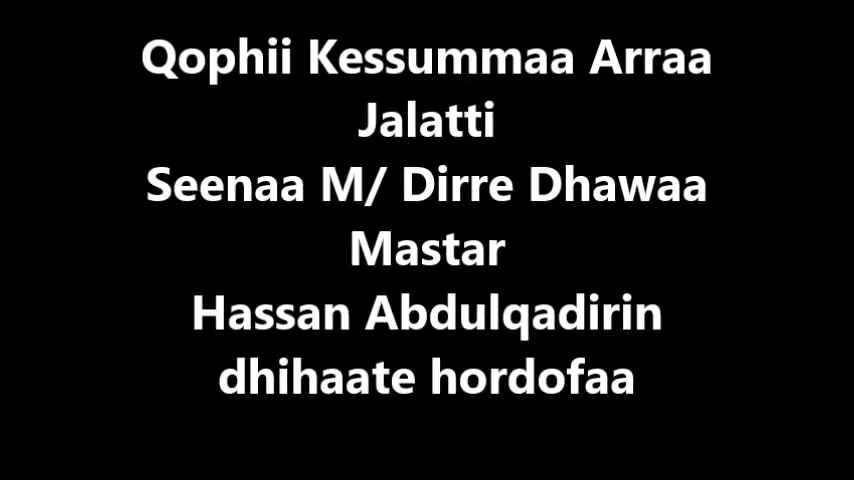 Qophii Kessummaa Arraa
Jalatti
Seenaa M/ Dirre Dhawaa
Mastar
Hassan Abdulqadirin
dhihaate hordofaa